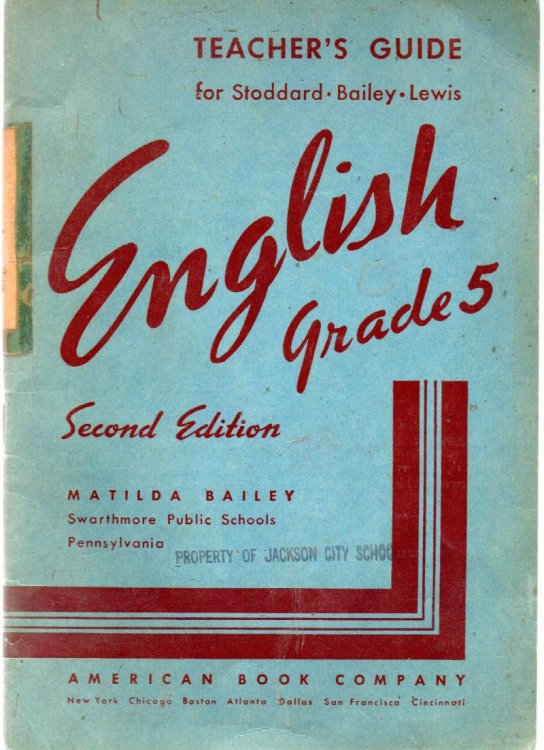 TEACHER'S GUIDE
for Stoddard • Bailey • Lewis
English
Grade 5
Second Edition
MATILDA BAILEY
Swarthmore Public Schools
Pennsylvania
PROPERTY OF JACKSON CITY
AMERICAN BOOK COMPANY
New York Chicago Boston Atlanta Dallas San Francisco Cincinnati